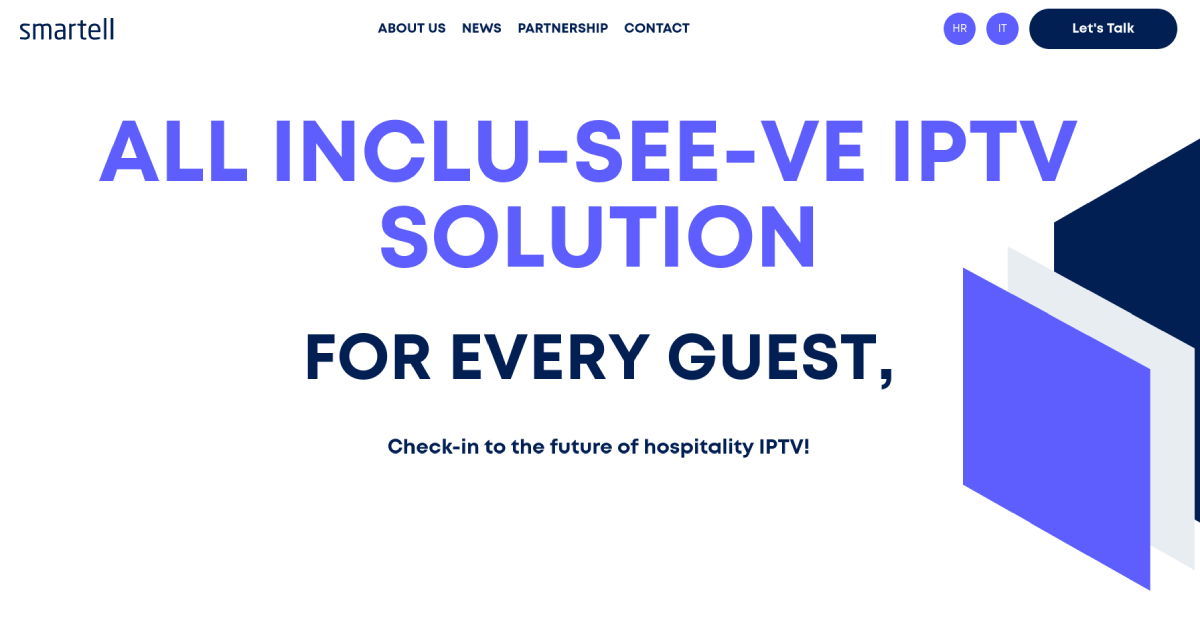 smartell
ABOUT US NEWS PARTNERSHIP CONTACT
HR IT Let's Talk
ALL INCLU-SEE-VE IPTV
SOLUTION
FOR EVERY GUEST,
Check-in to the future of hospitality IPTV!